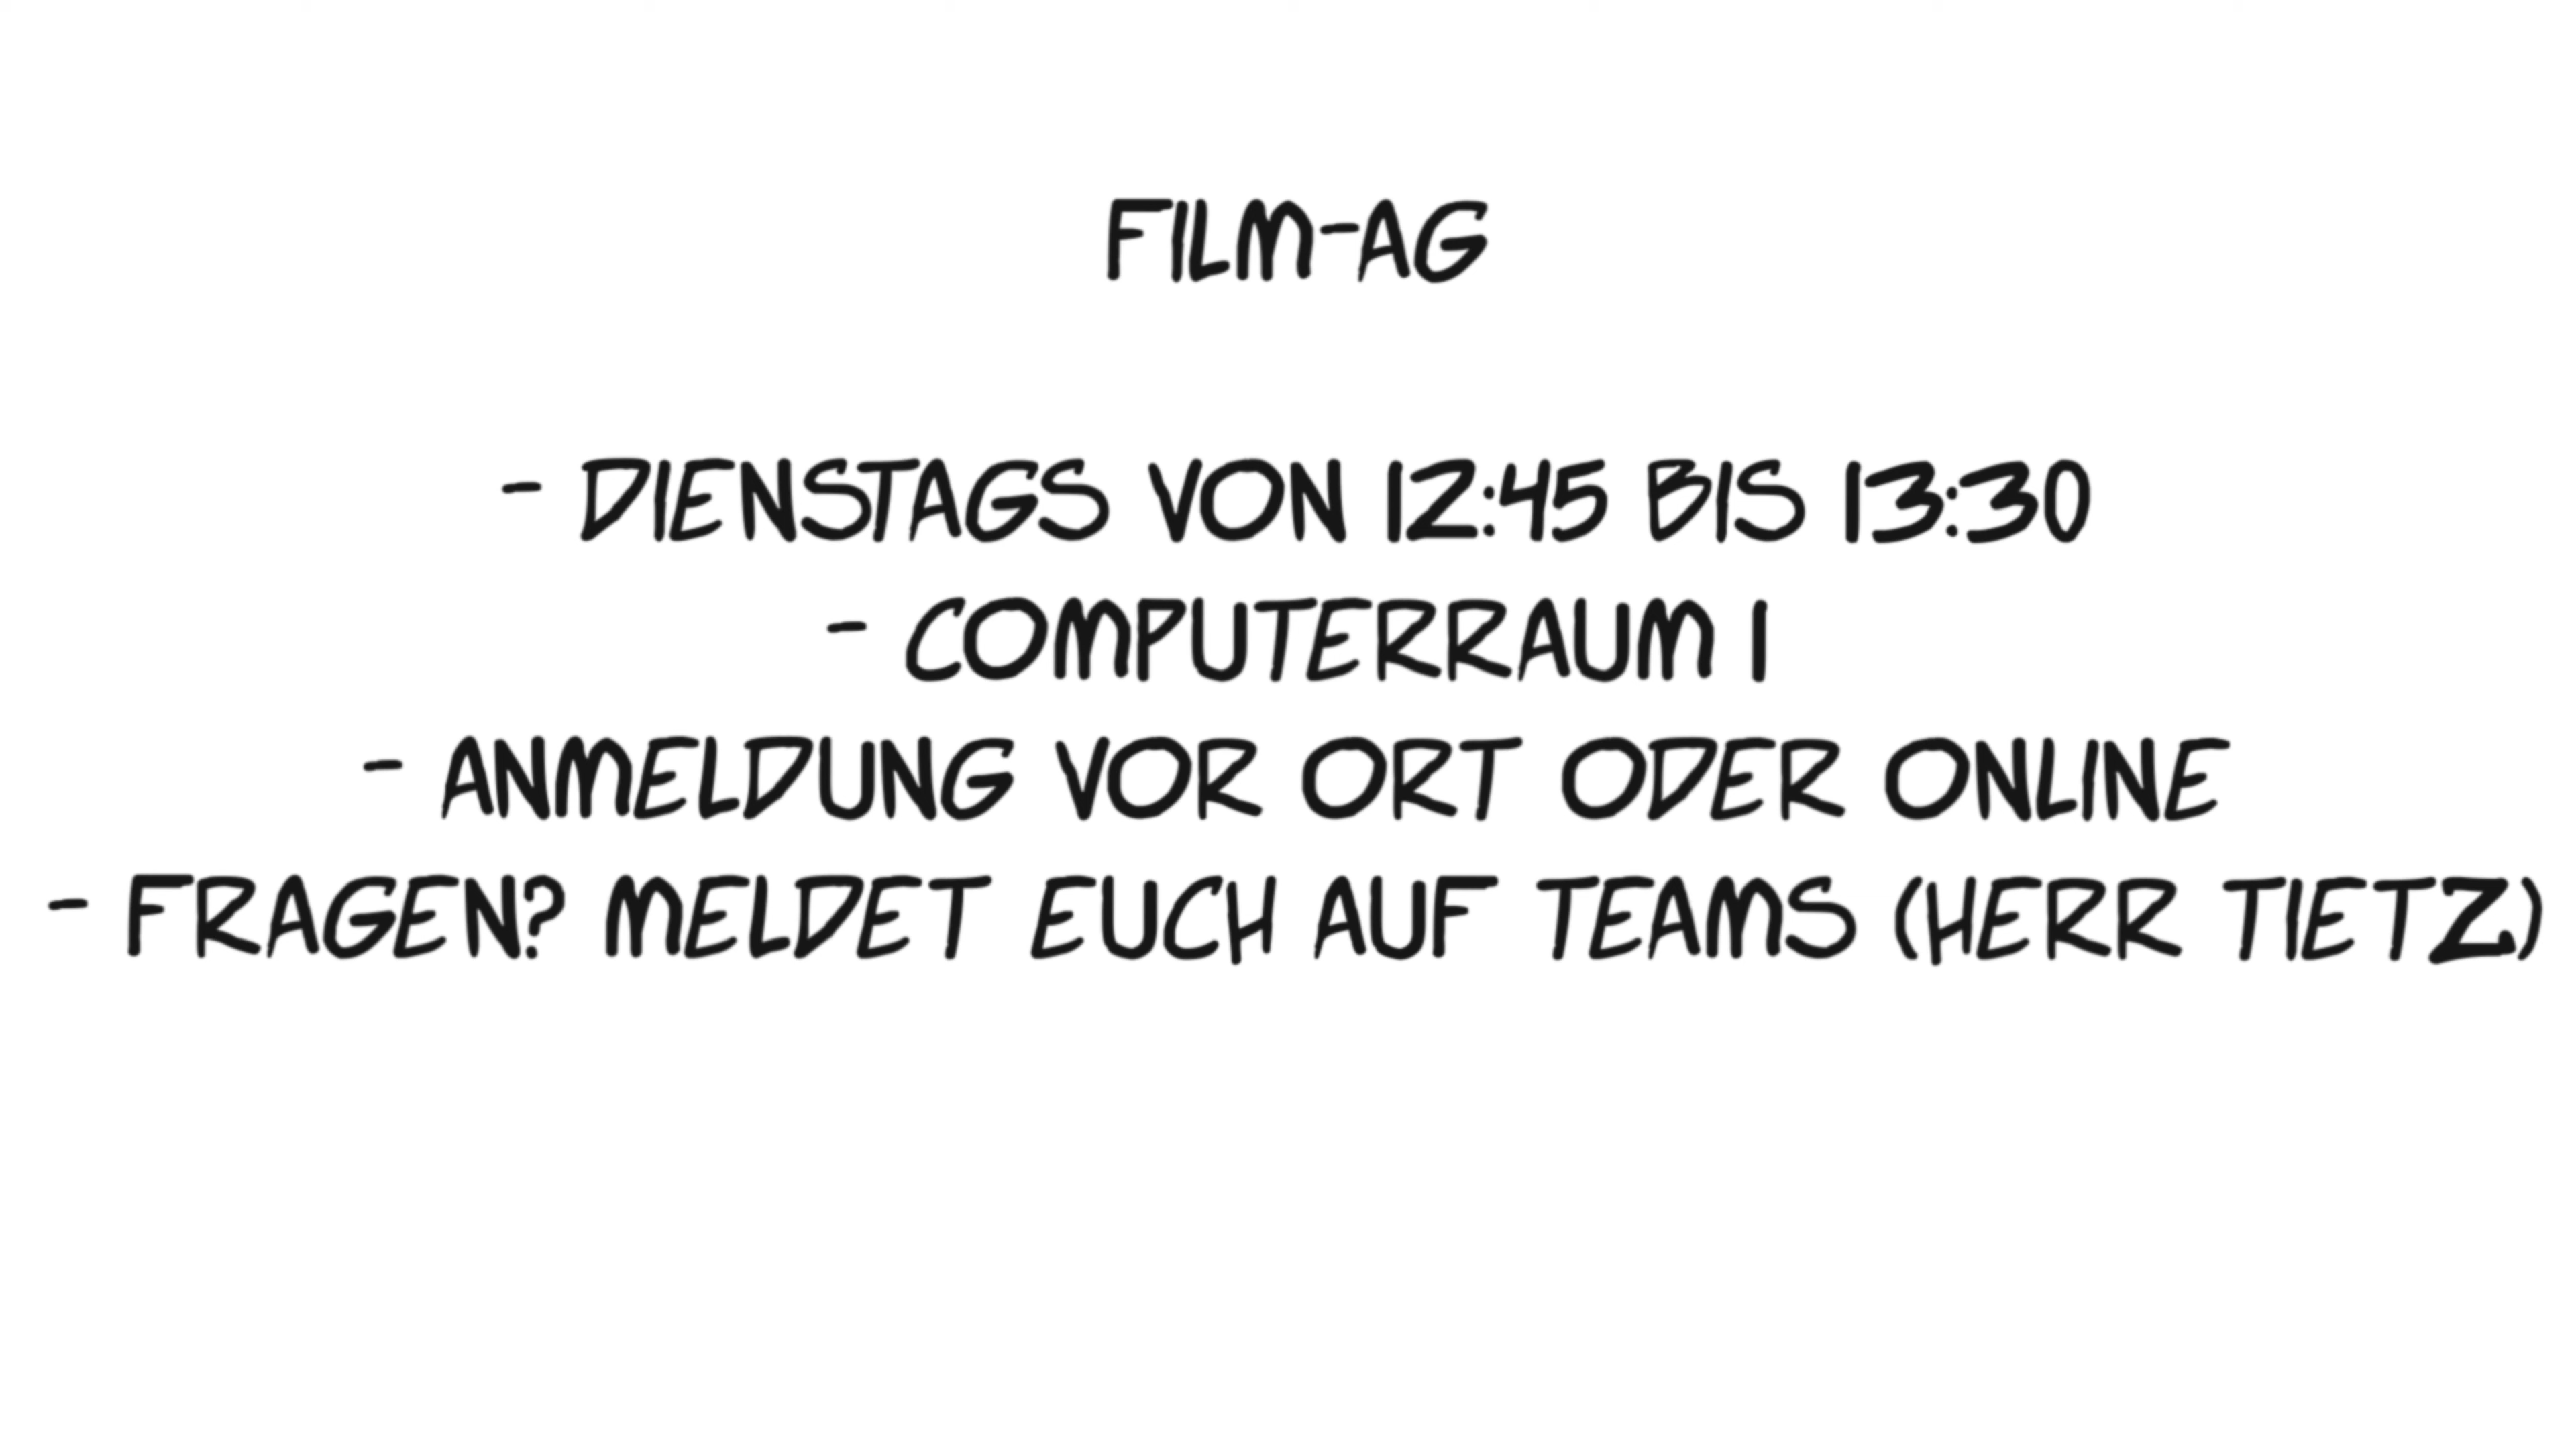 FILM-AG
- DIENSTAGS VON 12:45 BIS 13:30
- COMPUTERRAUM 1
- ANMELDUNG VOR ORT ODER ONLINE
- FRAGEN? MELDET EUCH AUF TEAMS (HERR TIETZ)